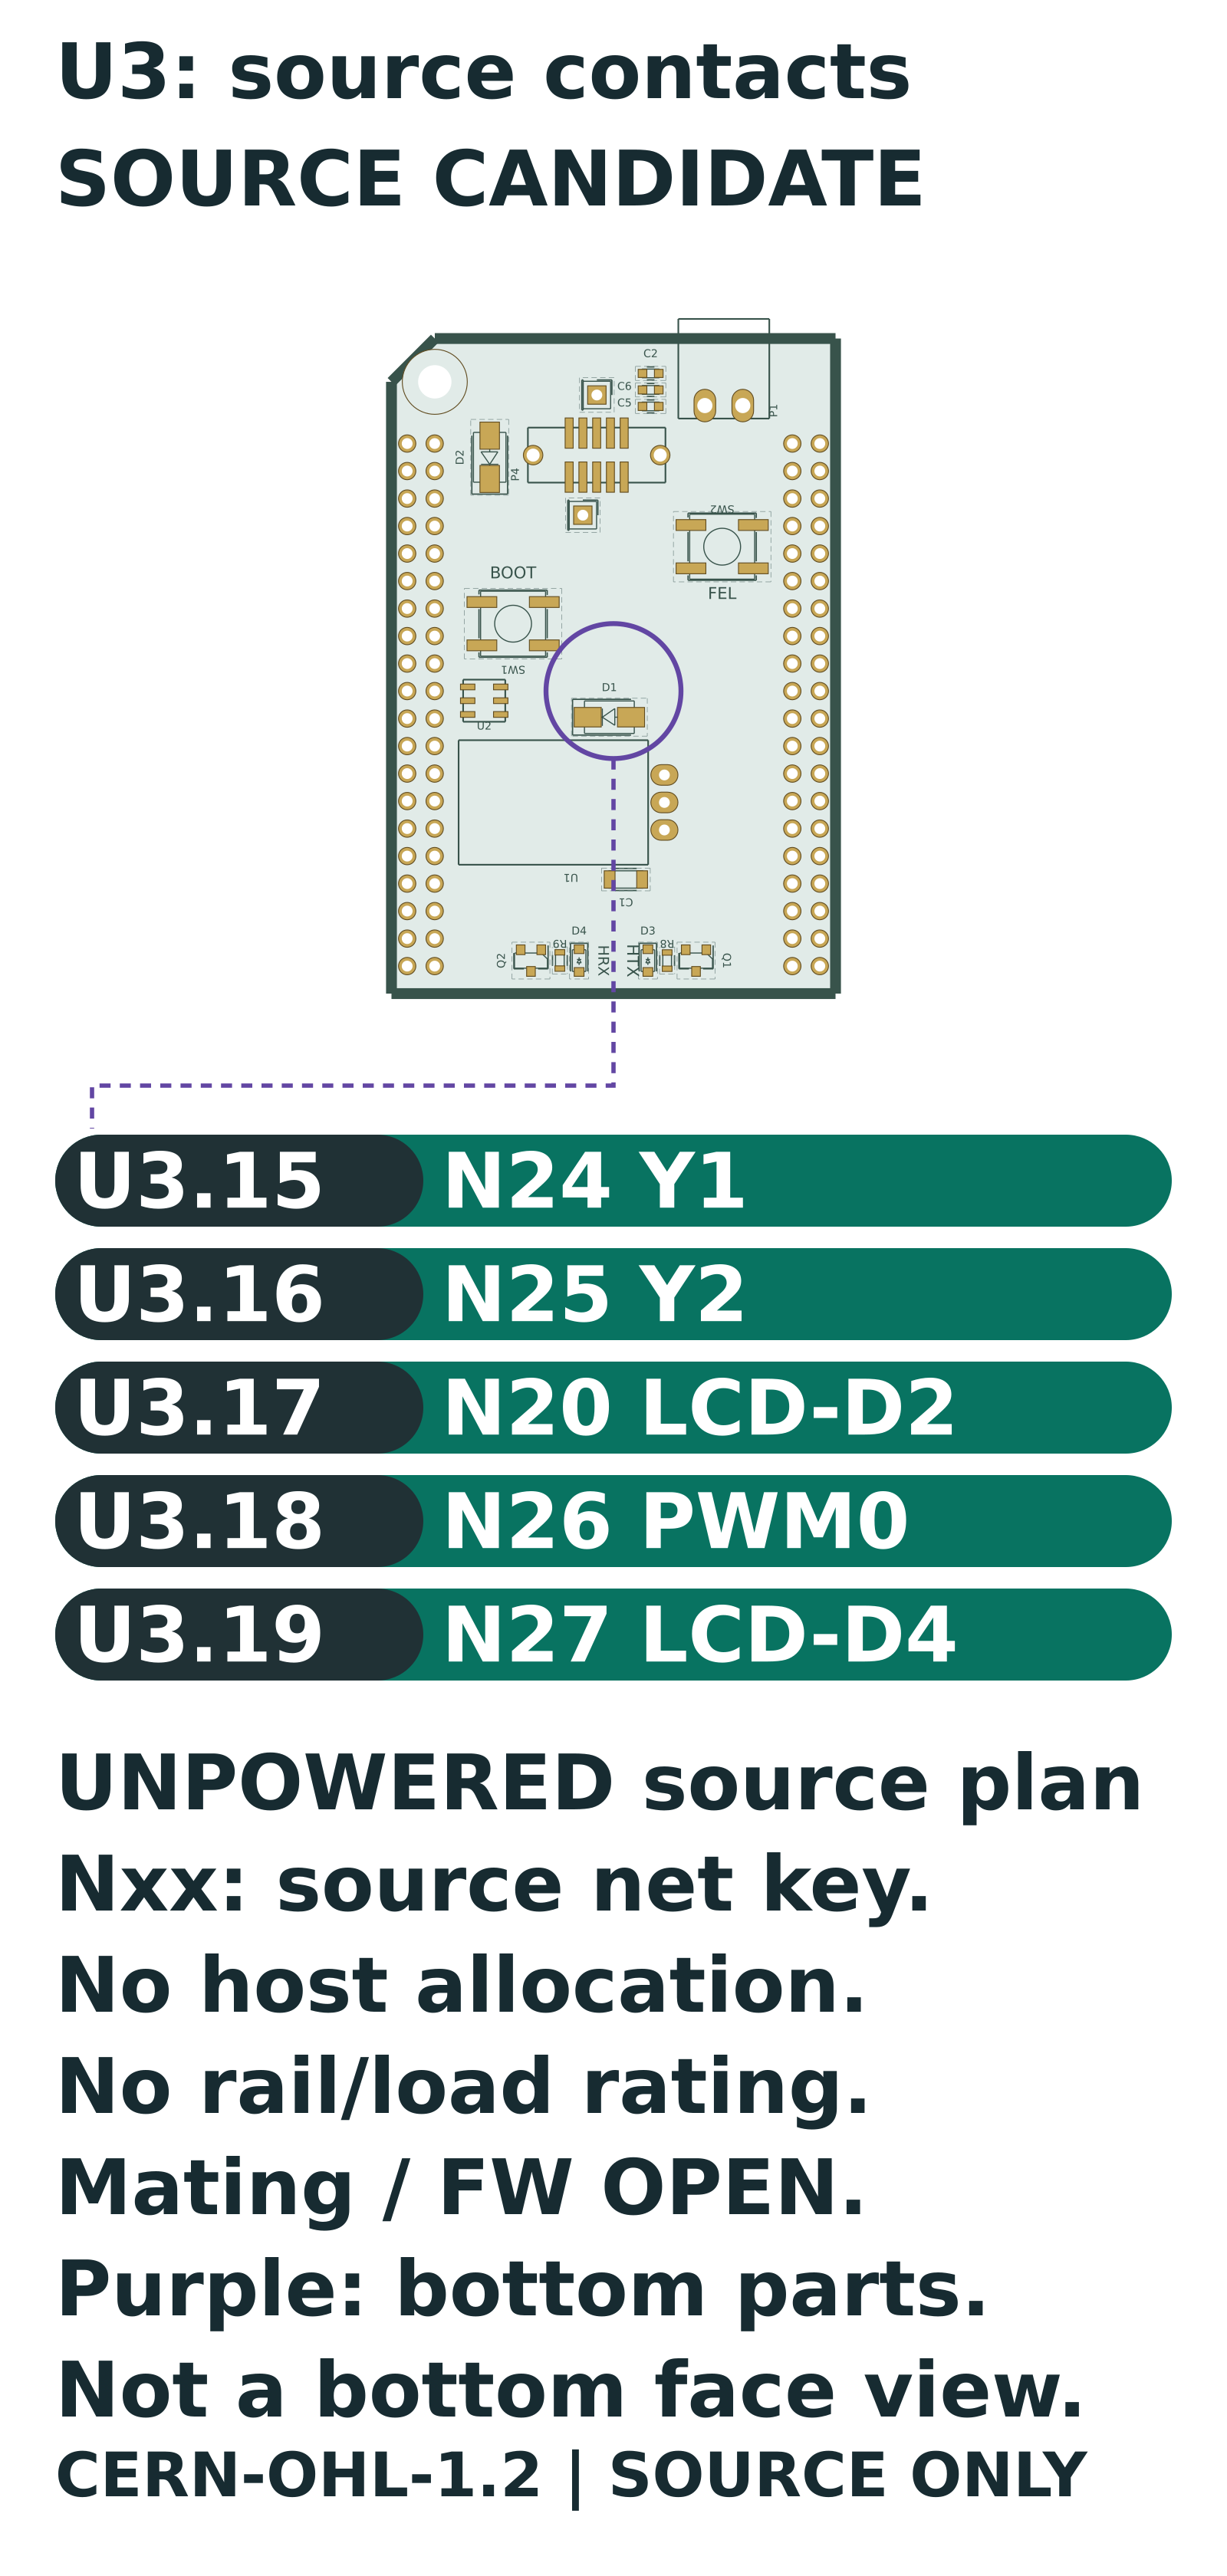 U3: source contacts
SOURCE CANDIDATE
C2
C6
C5
P1
D2
P4
SW2
BOOT
FEL
SW1
D1
U2
U1
C1
D4
D3
R9
R8
Q2
HRX
HTX
Q1
U3.15 N24 Y1
U3.16 N25 Y2
U3.17 N20 LCD-D2
U3.18 N26 PWM0
U3.19 N27 LCD-D4
UNPOWERED source plan
Nxx: source net key.
No host allocation.
No rail/load rating.
Mating / FW OPEN.
Purple: bottom parts.
Not a bottom face view.
CERN-OHL-1.2 | SOURCE ONLY